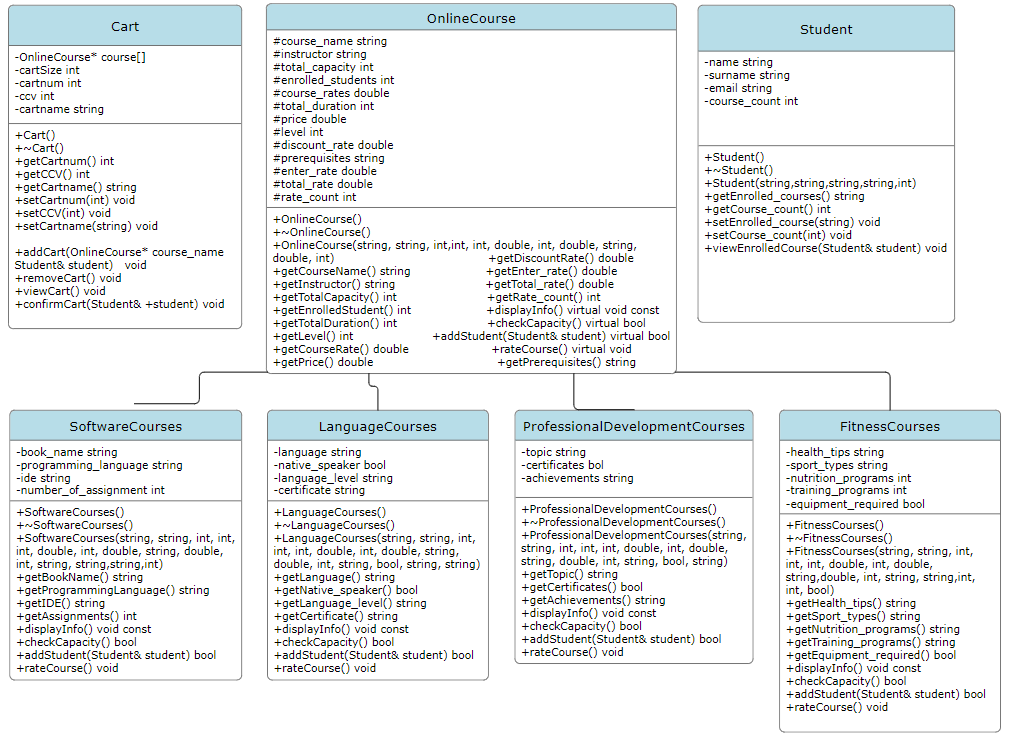 Cart
-OnlineCourse* course[]
-cartSize int
-cartnum int
-ccv int
-cartname string
+Cart()
+~Cart()
+getCartnum() int
+getCCV() int
+getCartname() string
+setCartnum(int) void
+setCCV(int) void
+setCartname(string) void
+addCart(OnlineCourse* course_name
Student& student)   void
+removeCart() void
+viewCart() void
+confirmCart(Student& +student) void
OnlineCourse
#course_name string
#instructor string
#total_capacity int
#enrolled_students int
#course_rates double
#total_duration int
#price double
#level int
#discount_rate double
#prerequisites string
#enter_rate double
#total_rate double
#rate_count int
+OnlineCourse()
+~OnlineCourse()
+OnlineCourse(string, string, int,int, int, double, int, double, string,
double, int) +getDiscountRate() double
+getCourseName() string +getEnter_rate() double
+getInstructor() string +getTotal_rate() double
+getTotalCapacity() int +getRate_count() int
+getEnrolledStudent() int +displayInfo() virtual void const
+getTotalDuration() int +checkCapacity() virtual bool
+getLevel() int +addStudent(Student& student) virtual bool
+getCourseRate() double +rateCourse() virtual void
+getPrice() double +getPrerequisites() string
Student
-name string
-surname string
-email string
-course_count int
+Student()
+~Student()
+Student(string,string,string,string,int)
+getEnrolled_courses() string
+getCourse_count() int
+setEnrolled_course(string) void
+setCourse_count(int) void
+viewEnrolledCourse(Student& student) void
SoftwareCourses
-book_name string
-programming_language string
-ide string
-number_of_assignment int
+SoftwareCourses()
+~SoftwareCourses()
+SoftwareCourses(string, string, int, int,
int, double, int, double, string, double,
int, string, string,string,int)
+getBookName() string
+getProgrammingLanguage() string
+getIDE() string
+getAssignments() int
+displayInfo() void const
+checkCapacity() bool
+addStudent(Student& student) bool
+rateCourse() void
LanguageCourses
-language string
-native_speaker bool
-language_level string
-certificate string
+LanguageCourses()
+~LanguageCourses()
+LanguageCourses(string, string, int,
int, int, double, int, double, string,
double, int, string, bool, string, string)
+getLanguage() string
+getNative_speaker() bool
+getLanguage_level() string
+getCertificate() string
+displayInfo() void const
+checkCapacity() bool
+addStudent(Student& student) bool
+rateCourse() void
ProfessionalDevelopmentCourses
-topic string
-certificates bol
-achievements string
+ProfessionalDevelopmentCourses()
+~ProfessionalDevelopmentCourses()
+ProfessionalDevelopmentCourses(string,
string, int, int, int, double, int, double,
string, double, int, string, bool, string)
+getTopic() string
+getCertificates() bool
+getAchievements() string
+displayInfo() void const
+checkCapacity() bool
+addStudent(Student& student) bool
+rateCourse() void
FitnessCourses
-health_tips string
-sport_types string
-nutrition_programs int
-training_programs int
-equipment_required bool
+FitnessCourses()
+~FitnessCourses()
+FitnessCourses(string, string, int,
int, int, double, int, double,
string,double, int, string, string,int,
int, bool)
+getHealth_tips() string
+getSport_types() string
+getNutrition_programs() string
+getTraining_programs() string
+getEquipment_required() bool
+displayInfo() void const
+checkCapacity() bool
+addStudent(Student& student) bool
+rateCourse() void